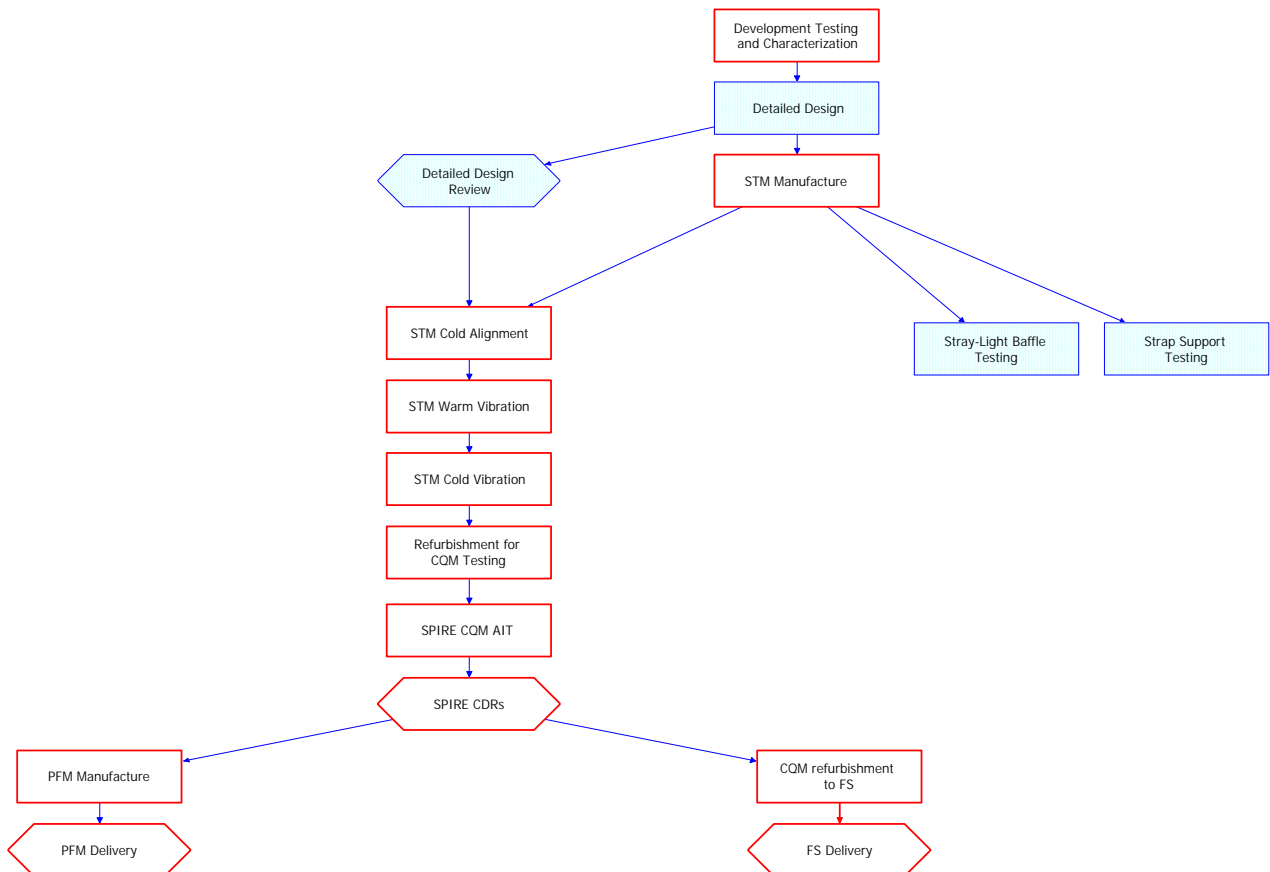 Development Testing
and Characterization
Detailed Design
Detailed Design
Review
STM Manufacture
STM Cold Alignment
Stray-Light Baffle
Testing
Strap Support
Testing
STM Warm Vibration
STM Cold Vibration
Refurbishment for
CQM Testing
SPIRE CQM AIT
SPIRE CDRs
PFM Manufacture
CQM refurbishment
to FS
PFM Delivery
FS Delivery